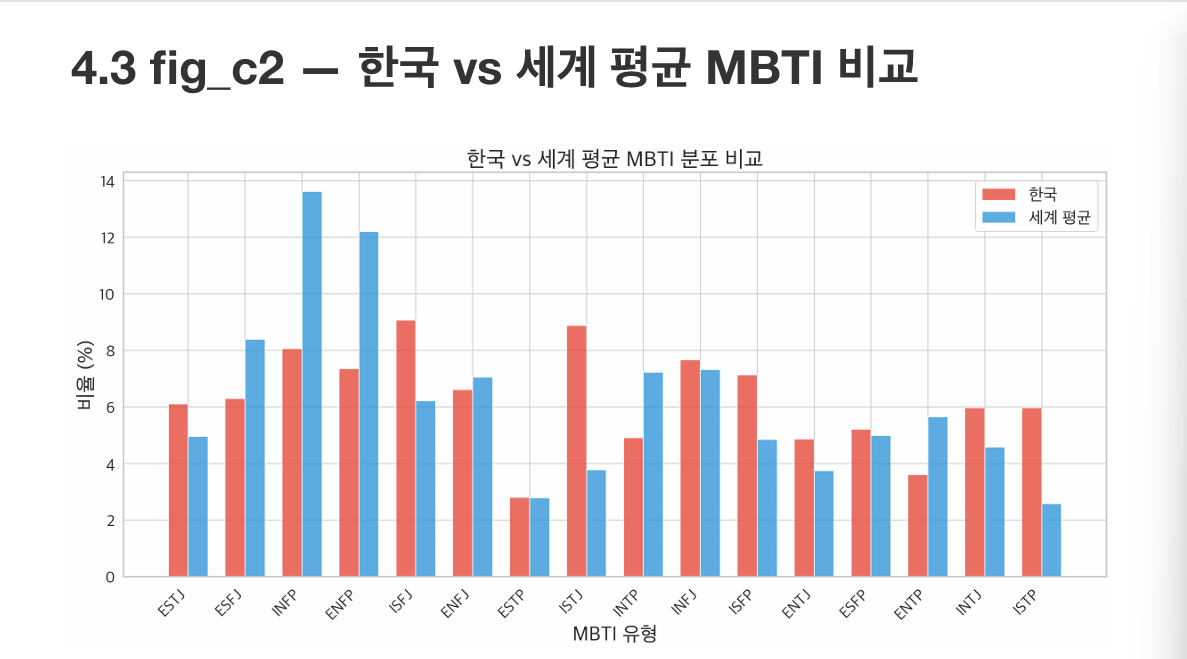 4.3 fig_c2 — 한국 vs 세계 평균 MBTI 비교
한국 vs 세계 평균 MBTI 분포 비교
한국
세계 평균
비율 (%)
14
12
10
8
6
4
2
0
ESTJ ESFJ INFP ENFP ISFJ ENFJ ESTP ISTJ INTP INFJ ISFP ENTJ ESFP ENTP INTJ ISTP
MBTI 유형